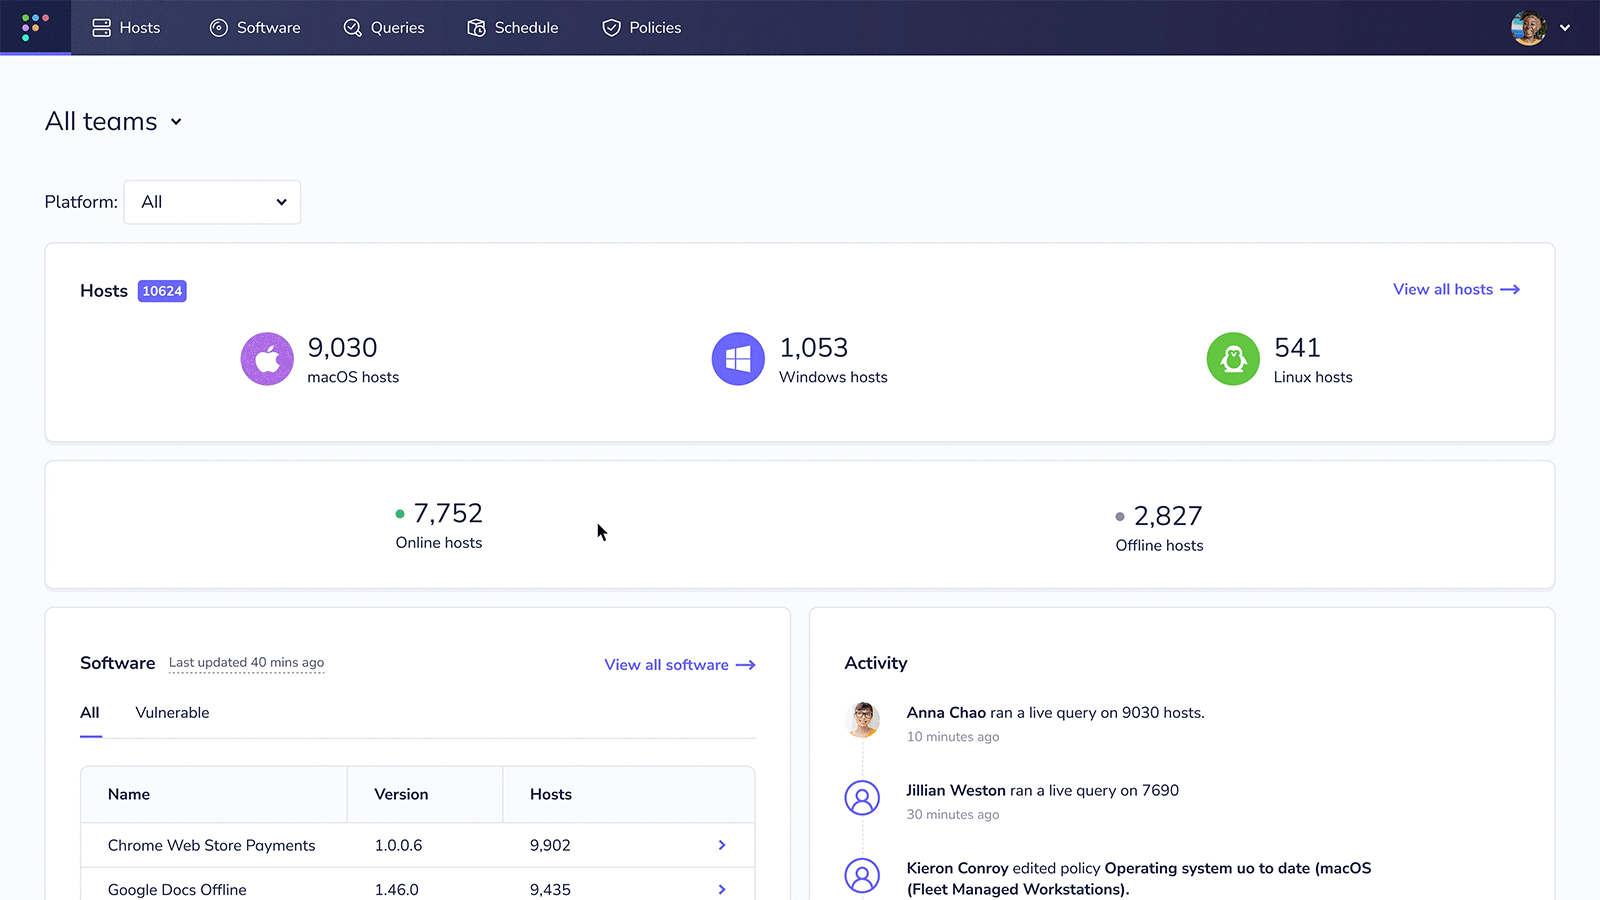 Hosts Software Queries Schedule Policies
All teams
Platform: All
Hosts 10624 View all hosts
9,030 1,053 541
macOS hosts Windows hosts Linux hosts
7,752 2,827
Online hosts Offline hosts
Software Last updated 40 mins ago View all software
All Vulnerable
Name Version Hosts
Chrome Web Store Payments 1.0.0.6 9,902
Google Docs Offline 1.46.0 9,435
Activity
Anna Chao ran a live query on 9030 hosts.
10 minutes ago
Jillian Weston ran a live query on 7690
30 minutes ago
Kieron Conroy edited policy Operating system uo to date (macOS
(Fleet Managed Workstations).